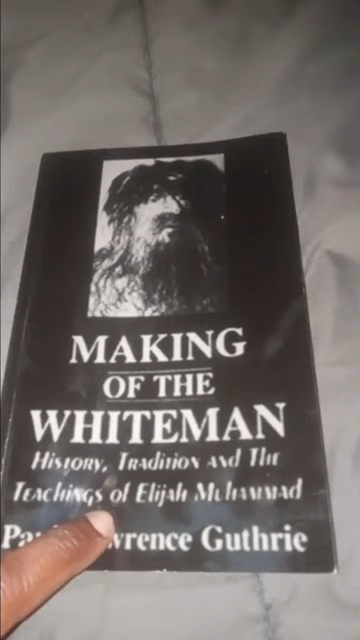 MAKING
OF THE
WHITEMAN
History, Tradition and The
Teachings of Elijah Muhammad
Guthrie